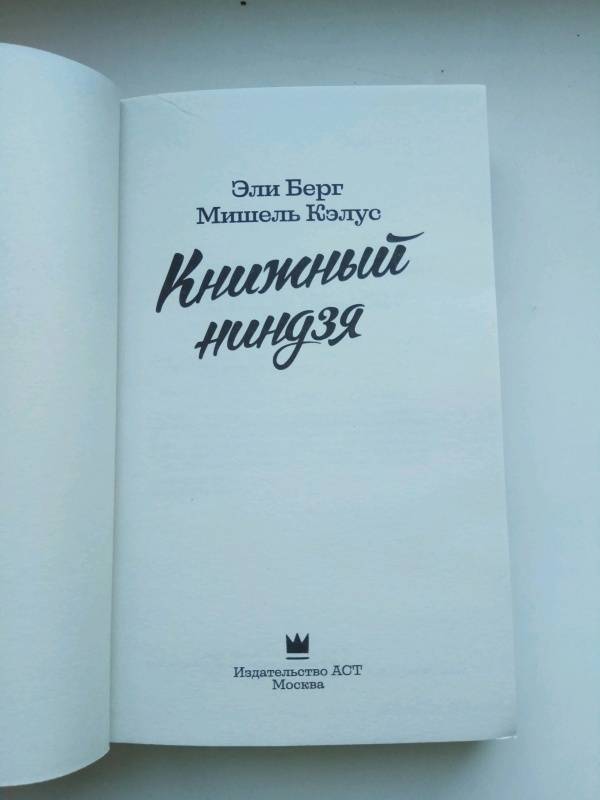 Эли Берг
Мишель Кэлус
Книжный
ниндзя
Издательство АСТ
Москва